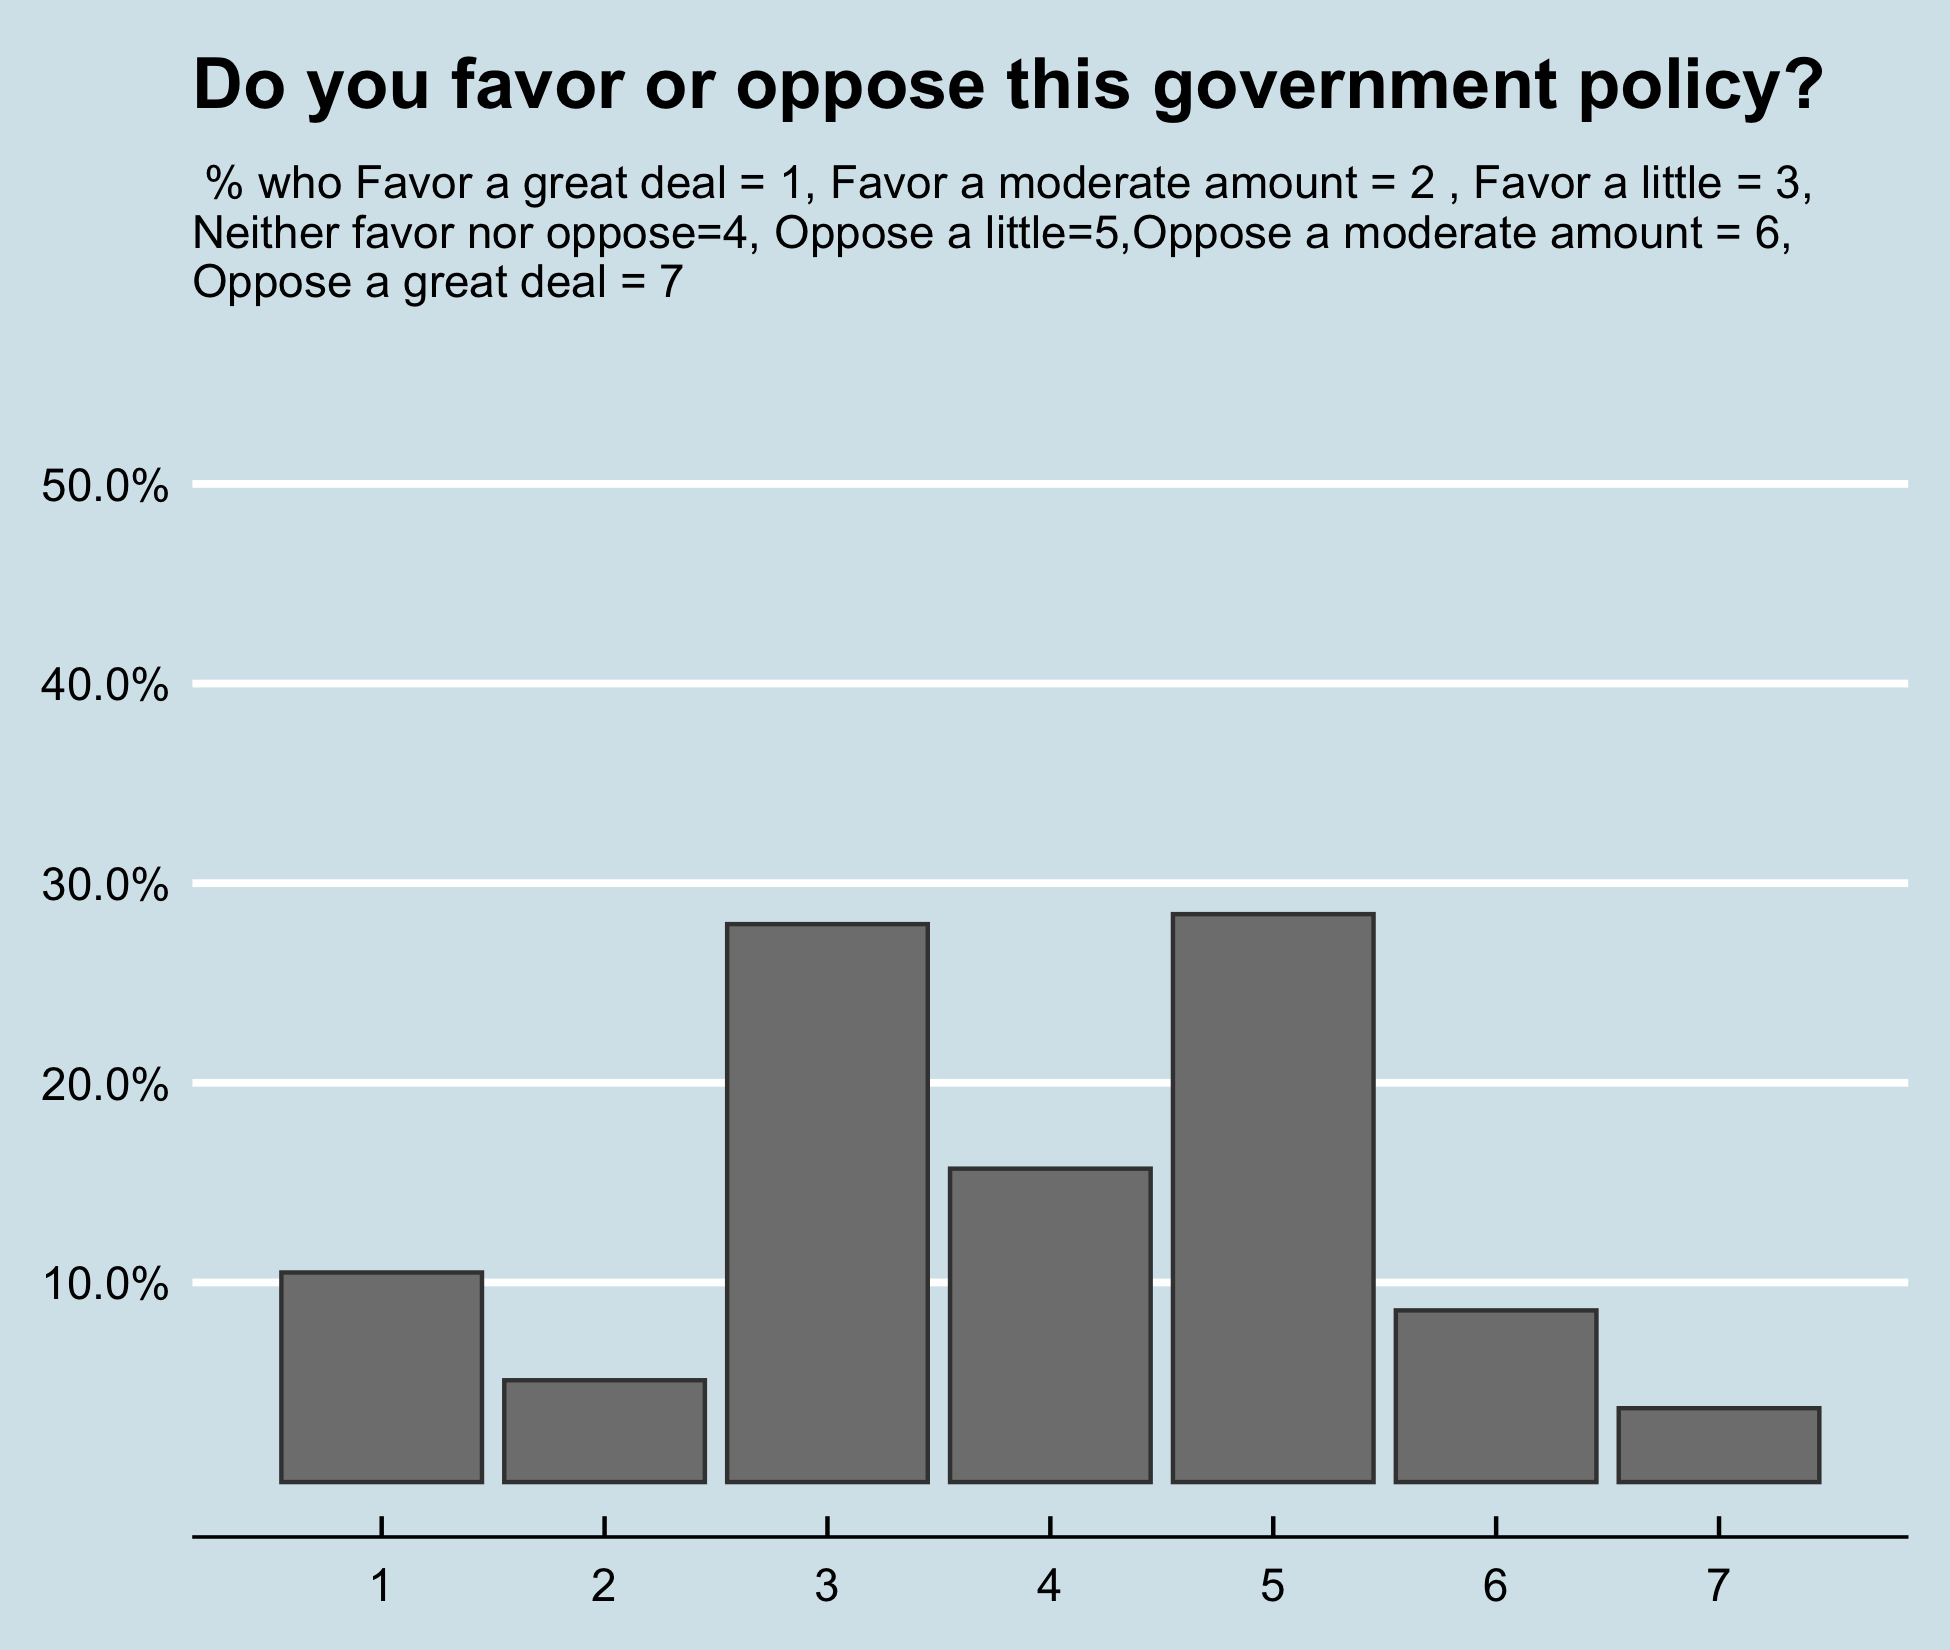 Do you favor or oppose this government policy?
% who Favor a great deal = 1, Favor a moderate amount = 2 , Favor a little = 3,
Neither favor nor oppose=4, Oppose a little=5,Oppose a moderate amount = 6,
Oppose a great deal = 7
50.0%
40.0%
30.0%
20.0%
10.0%
1 2 3 4 5 6 7